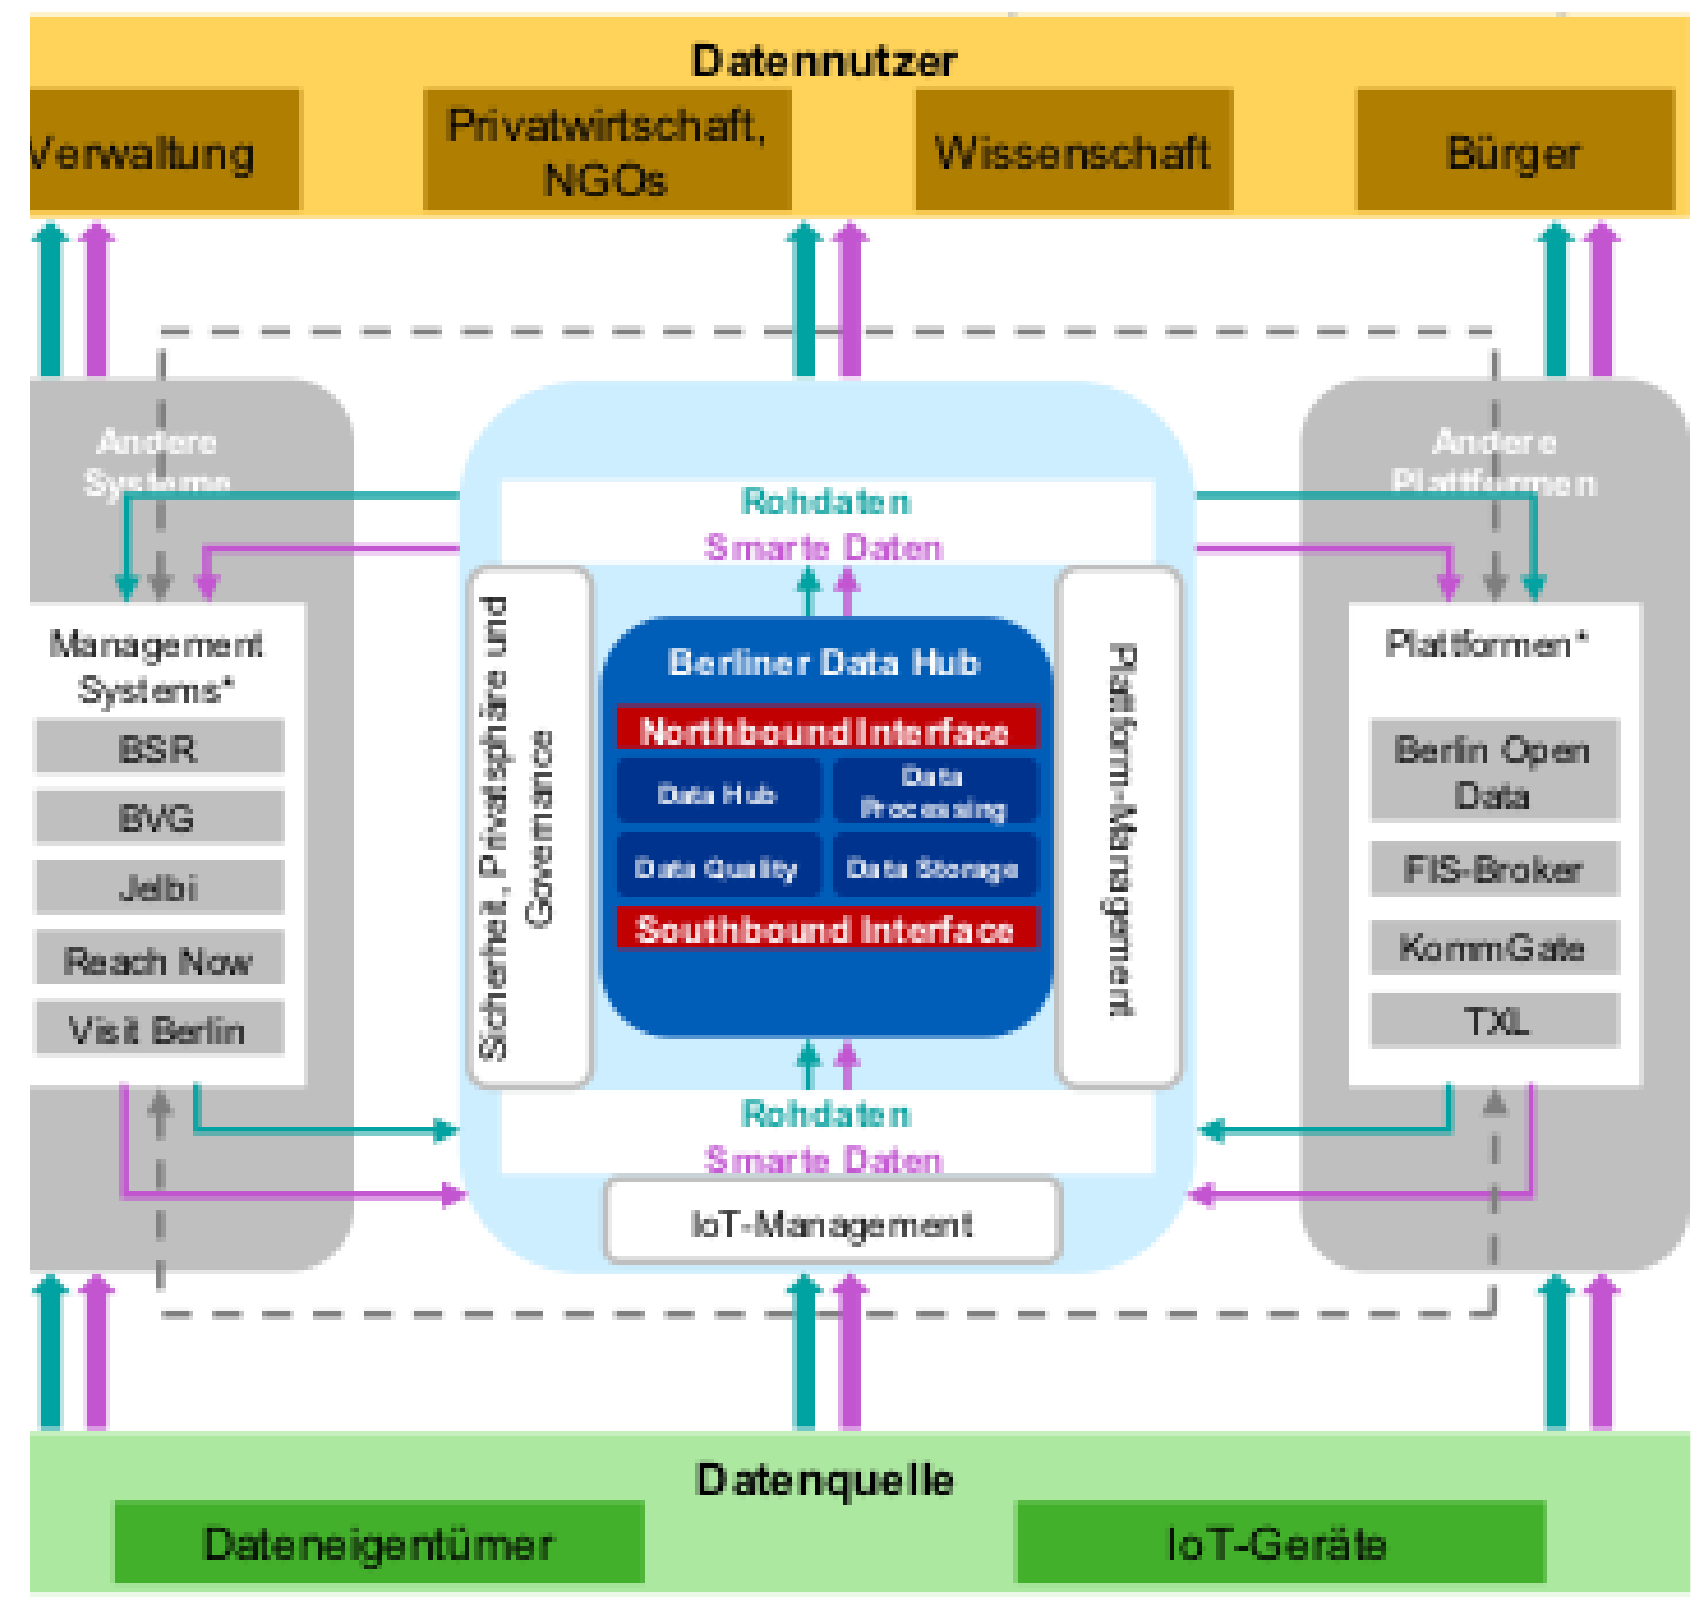 Datennutzer
Verwaltung
Privatwirtschaft,
NGOs
Wissenschaft
Bürger
Andere
Systeme
Andere
Plattformen
Rohdaten
Smarte Daten
Management
Systems*
BSR
BVG
Jelbi
Reach Now
Visit Berlin
Sicherheit, Privatsphäre und
Governance
Berliner Data Hub
Northbound Interface
Data Hub
Data
Processing
Data Quality
Data Storage
Southbound Interface
Plattform-Management
Plattformen*
Berlin Open
Data
FIS-Broker
KommGate
TXL
Rohdaten
Smarte Daten
IoT-Management
Datenquelle
Dateneigentümer
IoT-Geräte